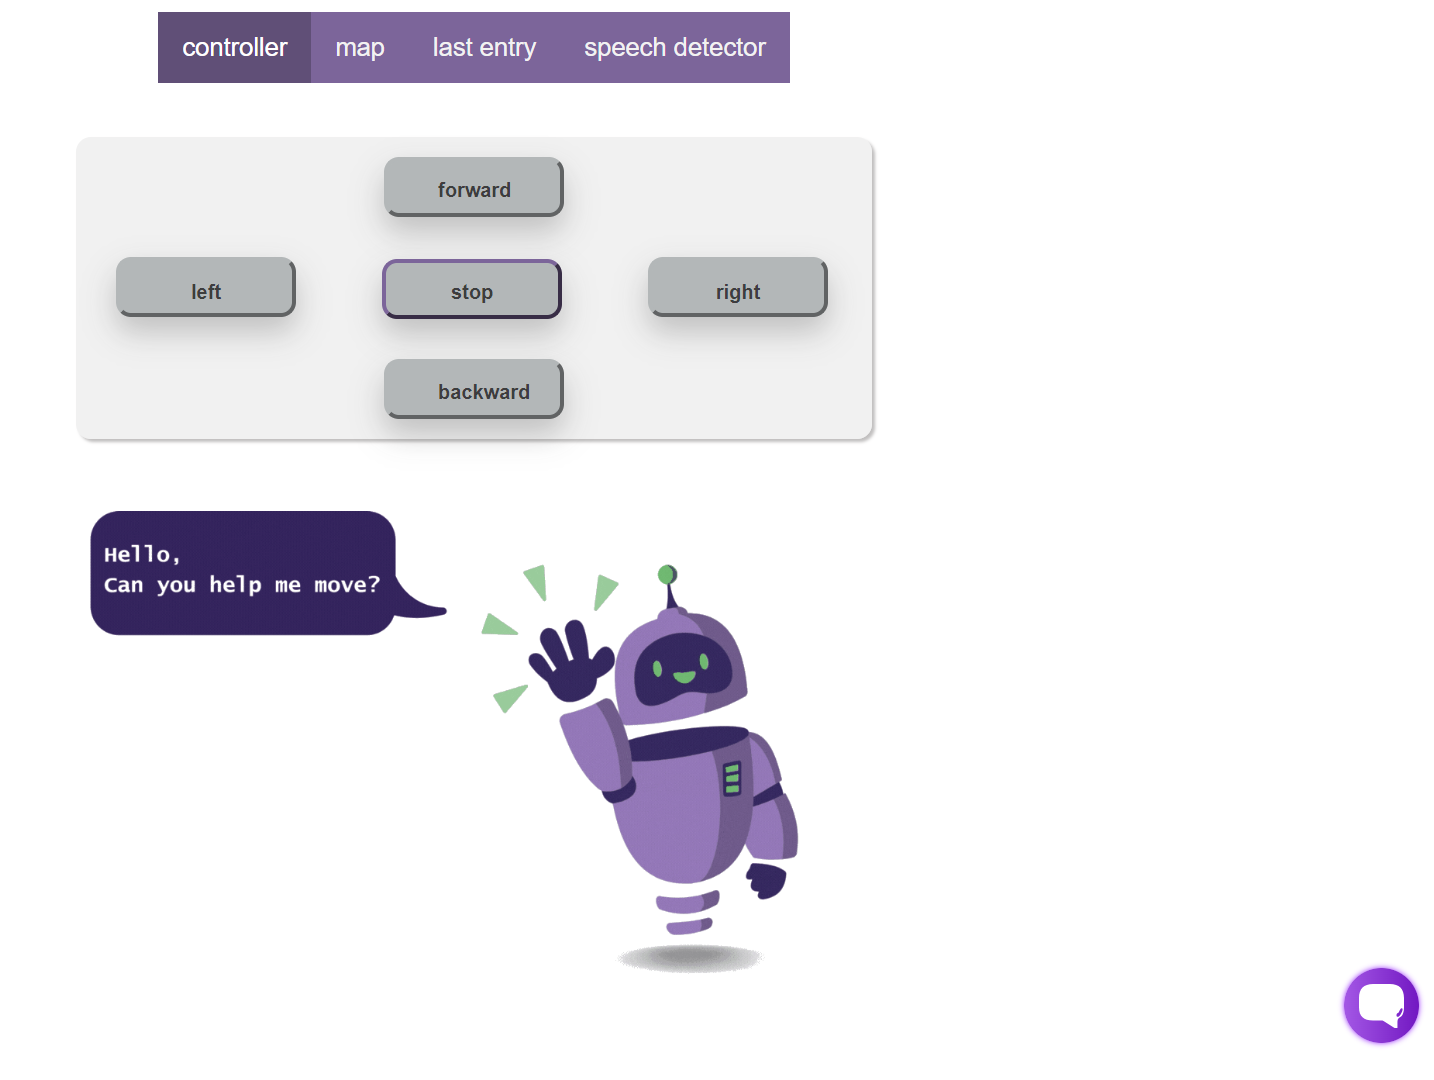 controller map last entry speech detector
forward
left stop right
backward
Hello,
Can you help me move?